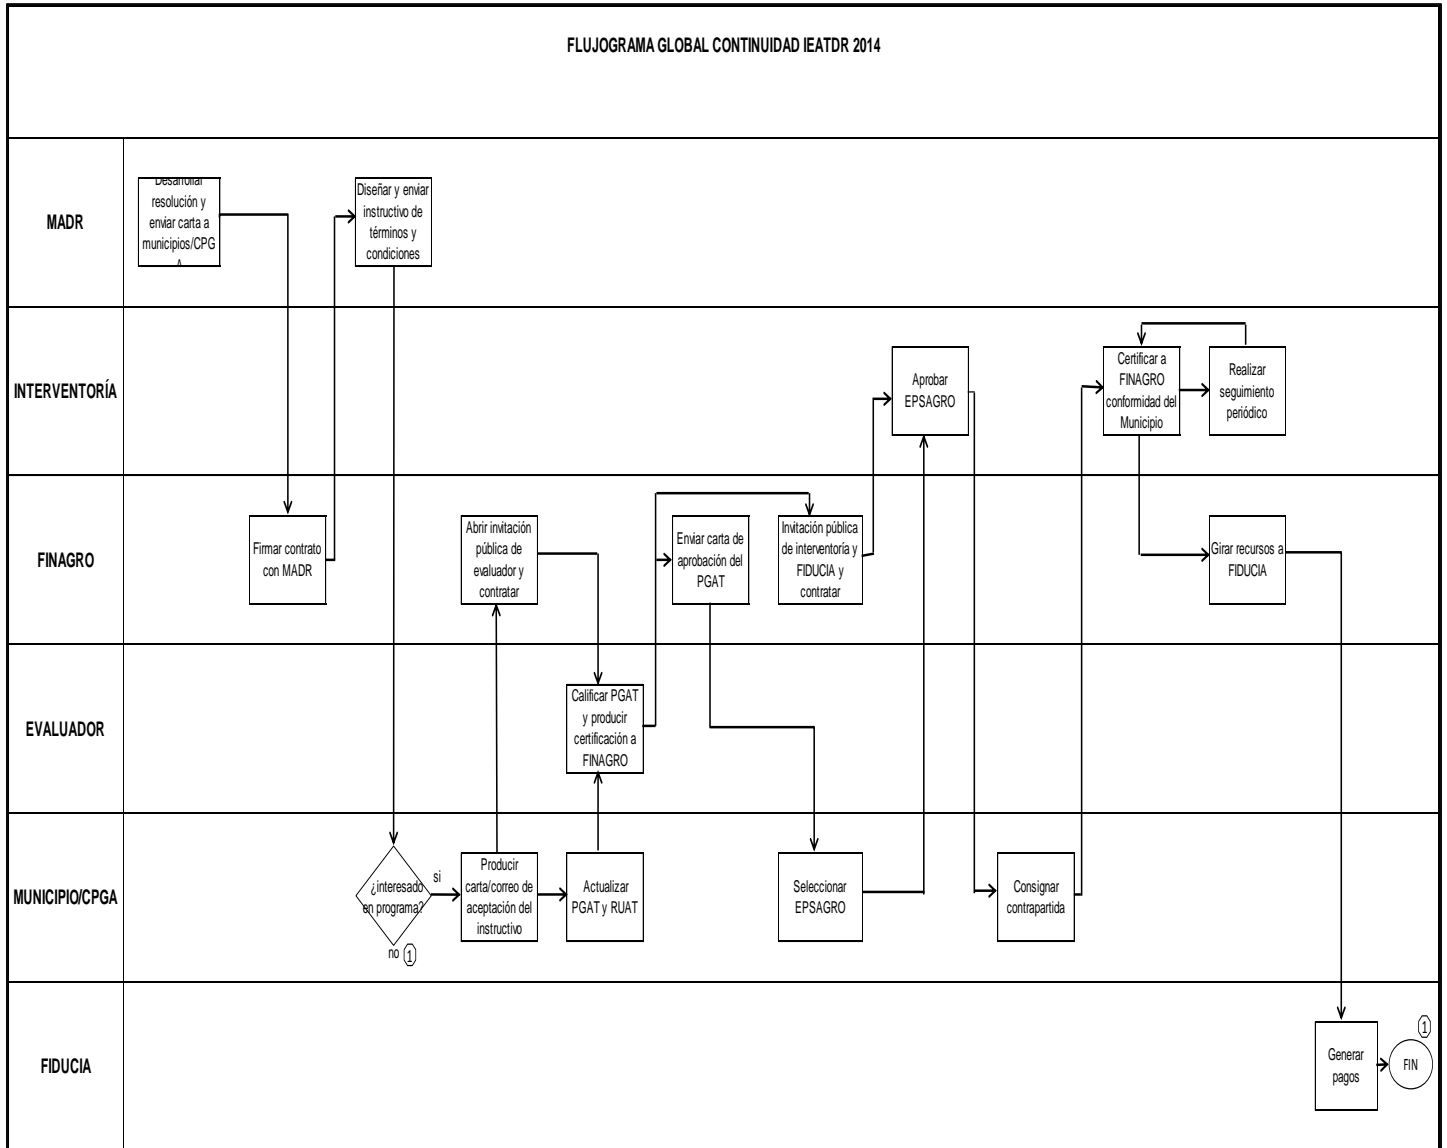 FLUJOGRAMA GLOBAL CONTINUIDAD IEATDR 2014
MADR
Desarrollar
resolución y
enviar carta a
municipios/CPG
A
Diseñar y enviar
instructivo de
términos y
condiciones
INTERVENTORÍA
Aprobar
EPSAGRO
Certificar a
FINAGRO
conformidad del
Municipio
Realizar
seguimiento
periódico
FINAGRO
Firmar contrato
con MADR
Abrir invitación
pública de
evaluador y
contratar
Enviar carta de
aprobación del
PGAT
Invitación pública
de interventoría y
FIDUCIA y
contratar
Girar recursos a
FIDUCIA
EVALUADOR
Calificar PGAT
y producir
certificación a
FINAGRO
MUNICIPIO/CPGA
¿interesado
en programa?
si
no 1
Producir
carta/correo de
aceptación del
instructivo
Actualizar
PGAT y RUAT
Seleccionar
EPSAGRO
Consignar
contrapartida
FIDUCIA
Generar
pagos
1
FIN